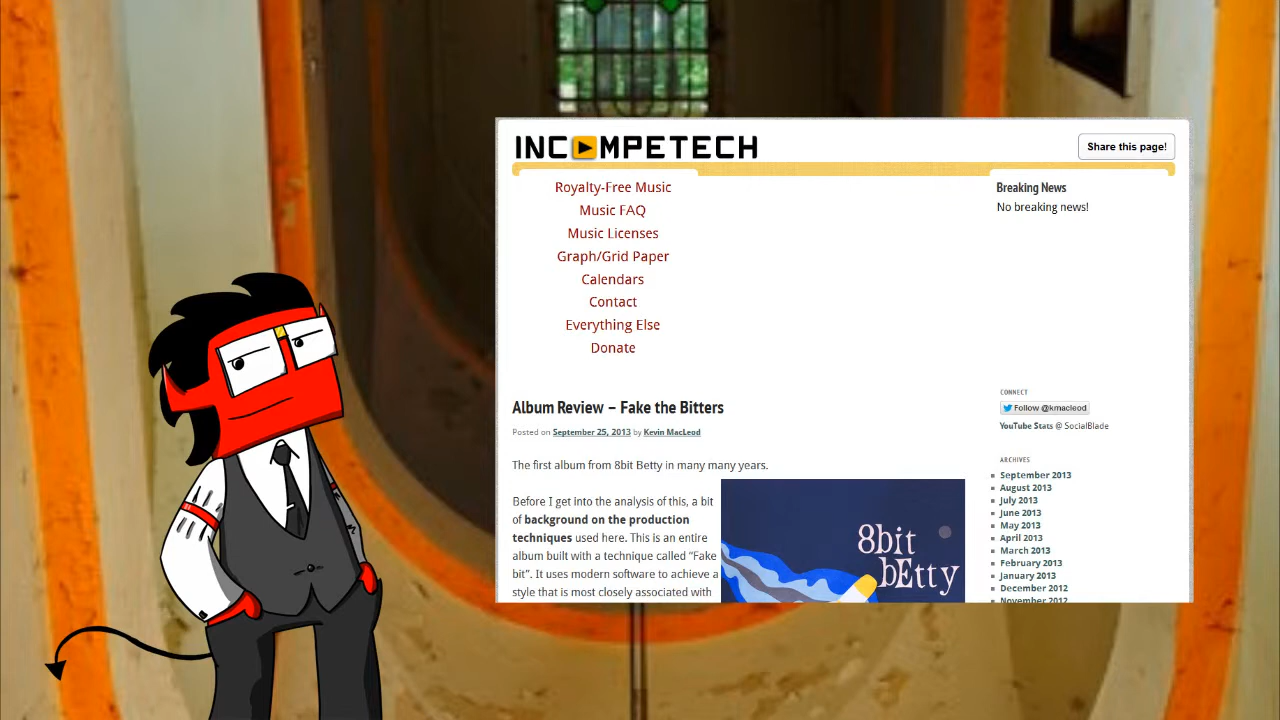 INCOMPETECH
Share this page!
Royalty-Free Music
Music FAQ
Music Licenses
Graph/Grid Paper
Calendars
Contact
Everything Else
Donate
Breaking News
No breaking news!
Album Review – Fake the Bitters
Posted on September 25, 2013 by Kevin MacLeod
The first album from 8bit Betty in many many years.
Before I get into the analysis of this, a bit
of background on the production
techniques used here. This is an entire
album built with a technique called “Fake
bit”. It uses modern software to achieve a
style that is most closely associated with
8bit
bEtty
CONNECT
Follow @kmacleod
YouTube Stats @ SocialBlade
ARCHIVES
September 2013
August 2013
July 2013
June 2013
May 2013
April 2013
March 2013
February 2013
January 2013
December 2012
November 2012